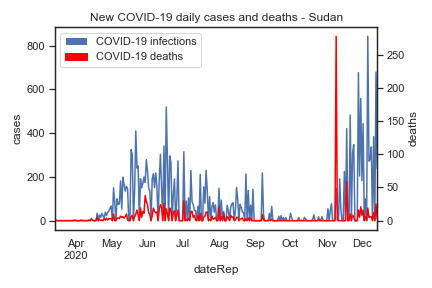 New COVID-19 daily cases and deaths - Sudan
COVID-19 infections
COVID-19 deaths
800
600
400
200
0
cases
250
200
150
100
50
0
deaths
Apr May Jun Jul Aug Sep Oct Nov Dec
2020
dateRep